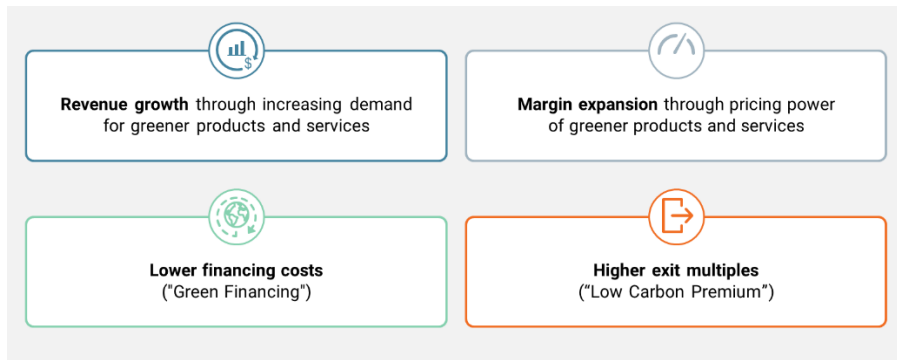 $
Revenue growth through increasing demand
for greener products and services
Margin expansion through pricing power
of greener products and services
Lower financing costs
("Green Financing")
Higher exit multiples
(“Low Carbon Premium”)